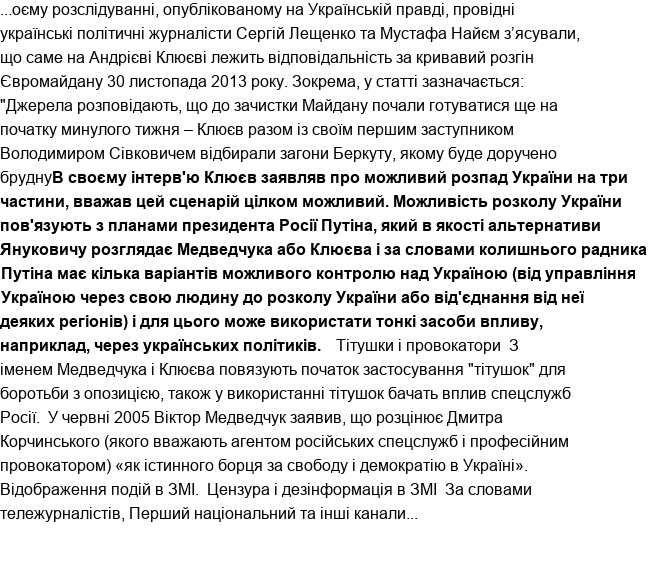 ...оєму розслідуванні, опублікованому на Українській правді, провідні
українські політичні журналісти Сергій Лещенко та Мустафа Найєм з’ясували,
що саме на Андрієві Клюєві лежить відповідальність за кривавий розгін
Євромайдану 30 листопада 2013 року. Зокрема, у статті зазначається:
"Джерела розповідають, що до зачистки Майдану почали готуватися ще на
початку минулого тижня – Клюєв разом із своїм першим заступником
Володимиром Сівковичем відбирали загони Беркуту, якому буде доручено
бруднуВ своєму інтерв'ю Клюєв заявляв про можливий розпад України на три
частини, вважав цей сценарій цілком можливий. Можливість розколу України
пов'язують з планами президента Росії Путіна, який в якості альтернативи
Януковичу розглядає Медведчука або Клюєва і за словами колишнього радника
Путіна має кілька варіантів можливого контролю над Україною (від управління
Україною через свою людину до розколу України або від'єднання від неї
деяких регіонів) і для цього може використати тонкі засоби впливу,
наприклад, через українських політиків. Тітушки і провокатори З
іменем Медведчука і Клюєва повязують початок застосування "тітушок" для
боротьби з опозицією, також у використанні тітушок бачать вплив спецслужб
Росії. У червні 2005 Віктор Медведчук заявив, що розцінює Дмитра
Корчинського (якого вважають агентом російських спецслужб і професійним
провокатором) «як істинного борця за свободу і демократію в Україні».
Відображення подій в ЗМІ. Цензура і дезінформація в ЗМІ За словами
тележурналістів, Перший національний та інші канали...